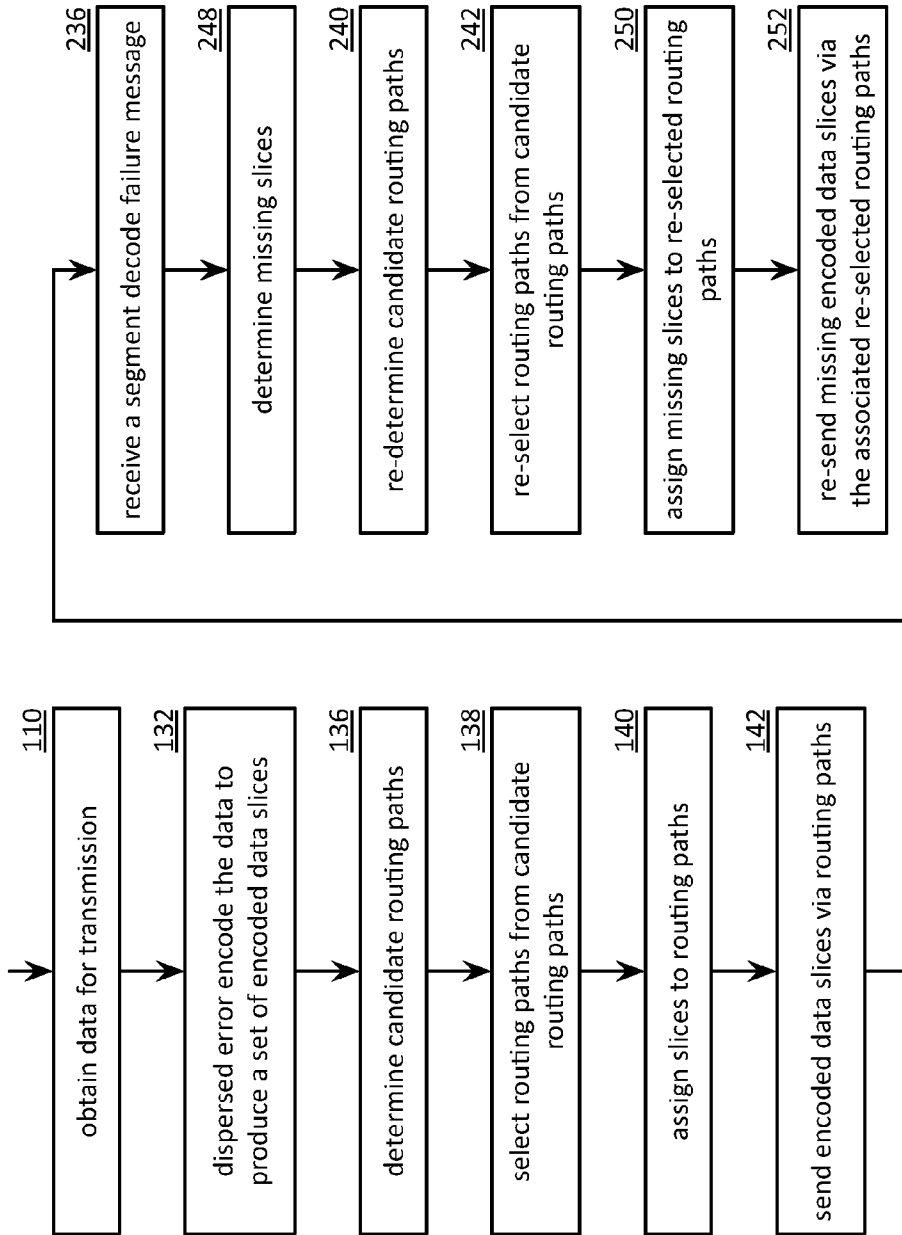 110
obtain data for transmission
132
dispersed error encode the data to
produce a set of encoded data slices
136
determine candidate routing paths
138
select routing paths from candidate
routing paths
140
assign slices to routing paths
142
send encoded data slices via routing paths
236
receive a segment decode failure message
248
determine missing slices
240
re-determine candidate routing paths
242
re-select routing paths from candidate
routing paths
250
assign missing slices to re-selected routing
paths
252
re-send missing encoded data slices via
the associated re-selected routing paths